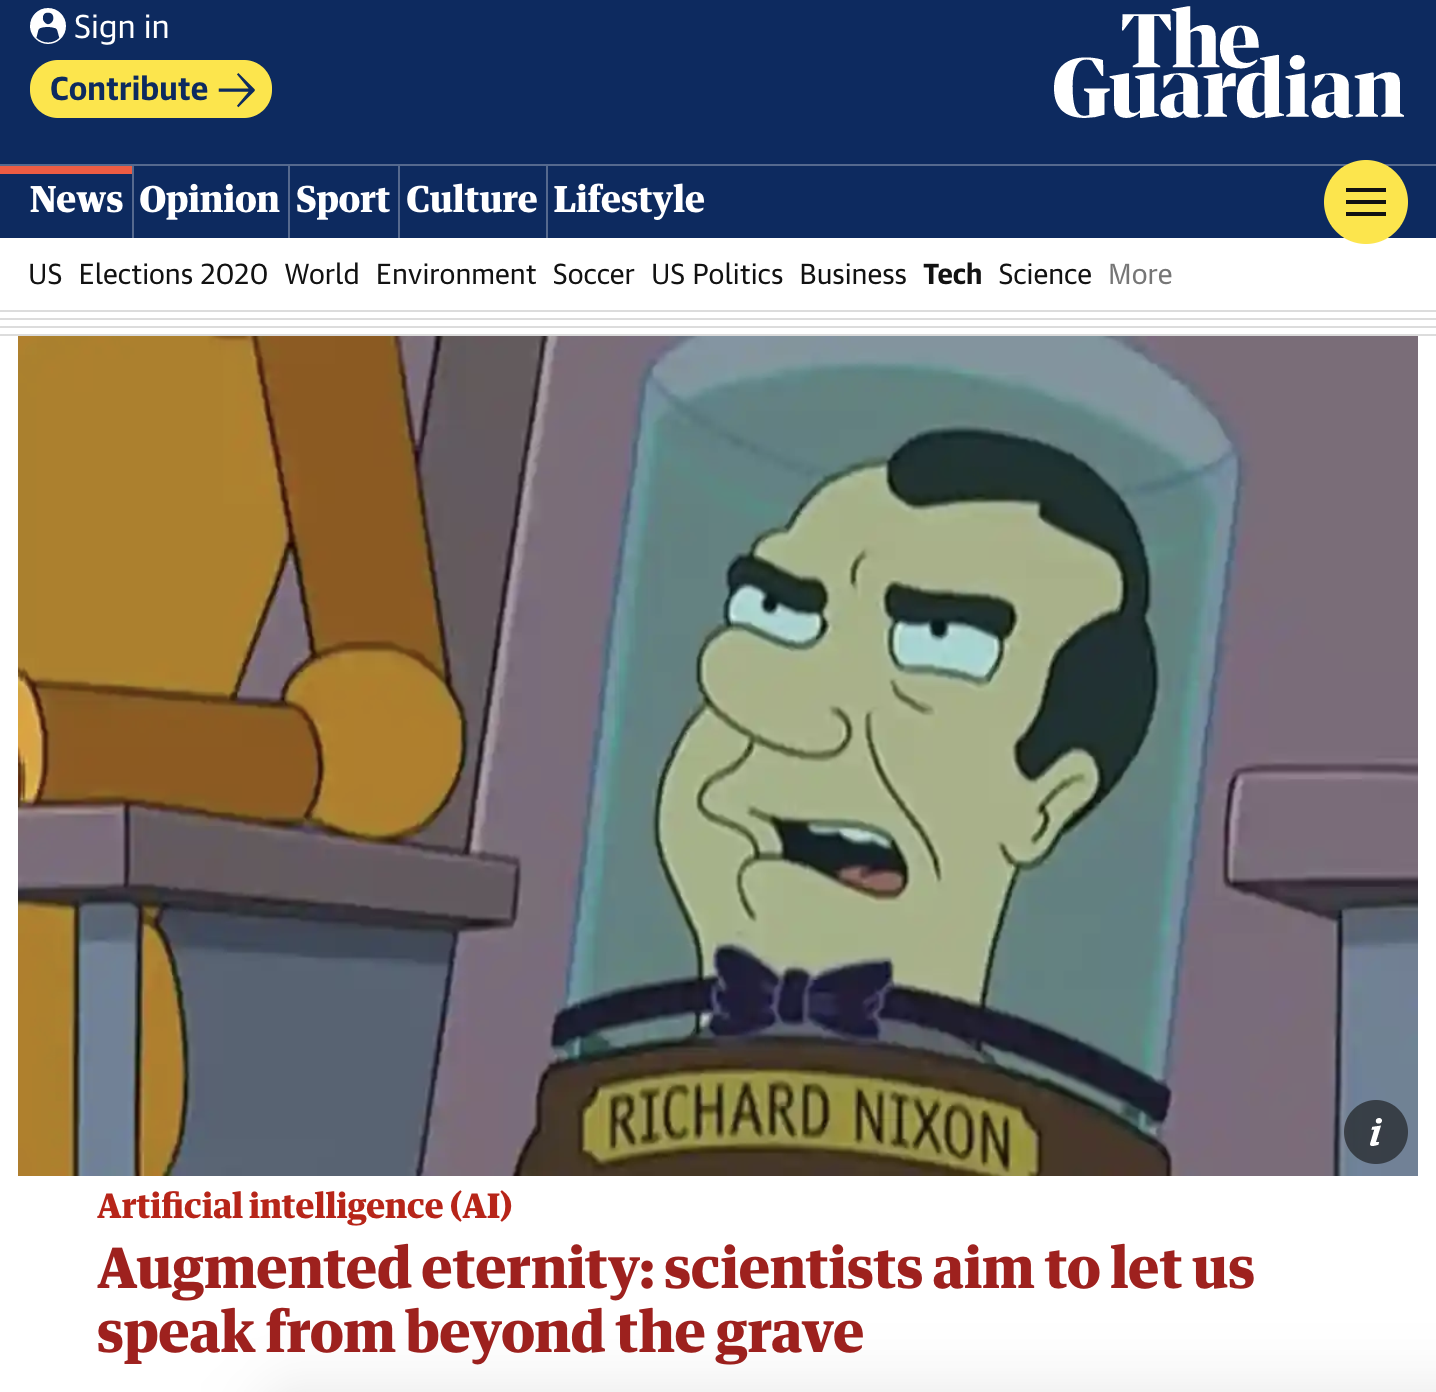 Sign in
The
Guardian
Contribute
News Opinion Sport Culture Lifestyle
US Elections 2020 World Environment Soccer US Politics Business Tech Science More
RICHARD NIXON
i
Artificial intelligence (AI)
Augmented eternity: scientists aim to let us
speak from beyond the grave